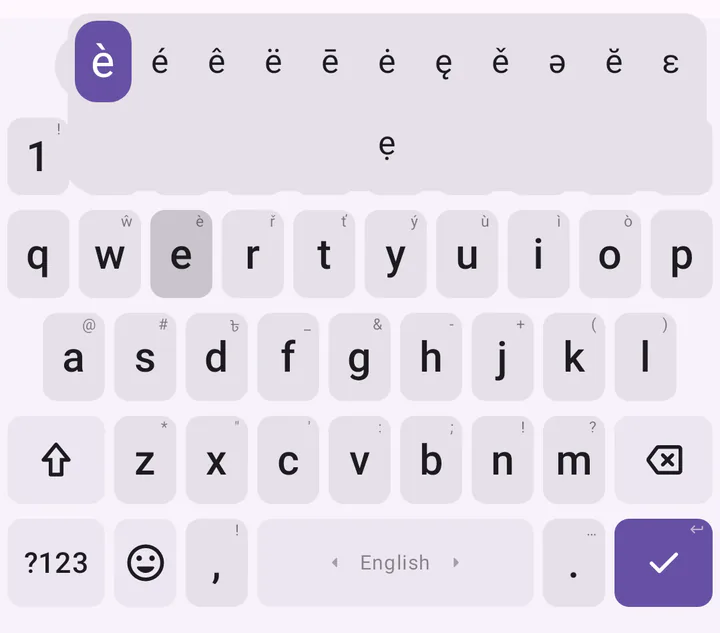 è é ê ë ē ė ę ě ə ĕ ɛ
ẹ
1 !
q w ŵ e è r ř t ť y ý u ù i ì o ò p
a @ s # d ъ f _ g & h - j + k ( l )
z * x " c ' v : b ; n ! m ?
?123 , ! English . …